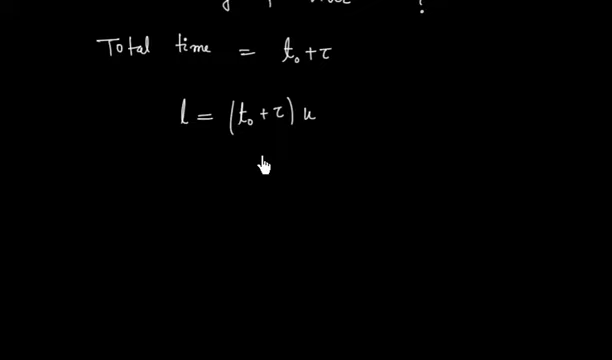 ?
Total time = t₀ + τ
l = (t₀ + τ) u